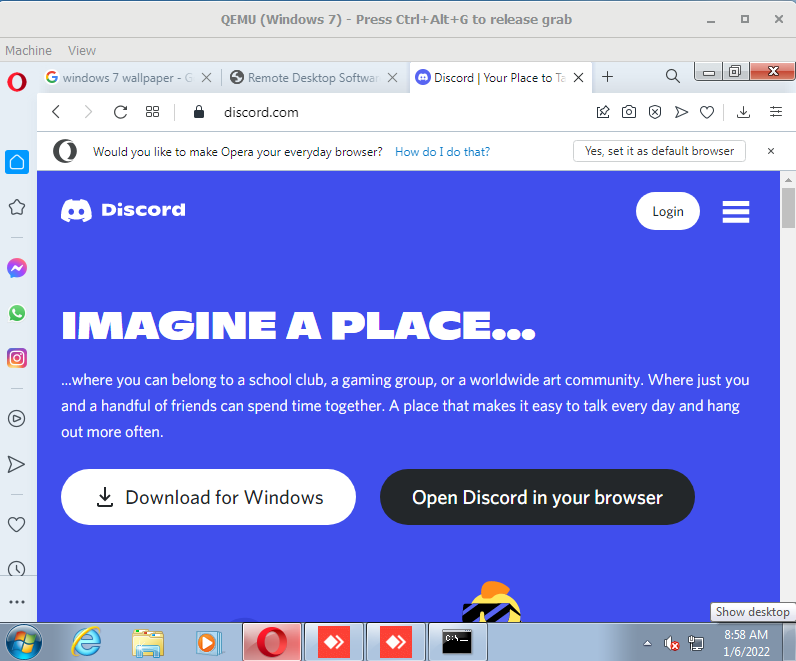 QEMU (Windows 7) - Press Ctrl+Alt+G to release grab
Machine View
windows 7 wallpaper - G
Remote Desktop Softwar
Discord | Your Place to Ta
discord.com
Would you like to make Opera your everyday browser? How do I do that?
Yes, set it as default browser
Discord
Login
IMAGINE A PLACE...
...where you can belong to a school club, a gaming group, or a worldwide art community. Where just you
and a handful of friends can spend time together. A place that makes it easy to talk every day and hang
out more often.
Download for Windows
Open Discord in your browser
Show desktop
C:\_
8:58 AM
1/6/2022